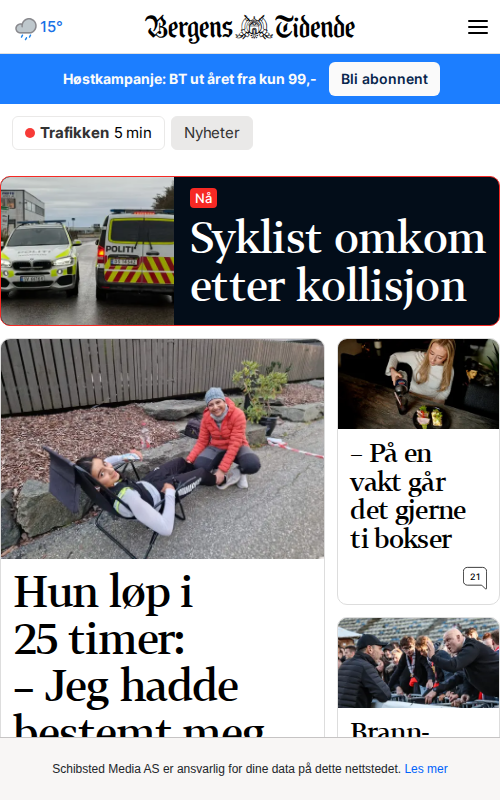 15°
Bergens Tidende
Høstkampanje: BT ut året fra kun 99,-
Bli abonnent
Trafikken 5 min
Nyheter
POLITI
Nå
Syklist omkom
etter kollisjon
Hun løp i
25 timer:
– Jeg hadde
bestemt meg
– På en
vakt går
det gjerne
ti bokser
21
Brann-
Schibsted Media AS er ansvarlig for dine data på dette nettstedet. Les mer